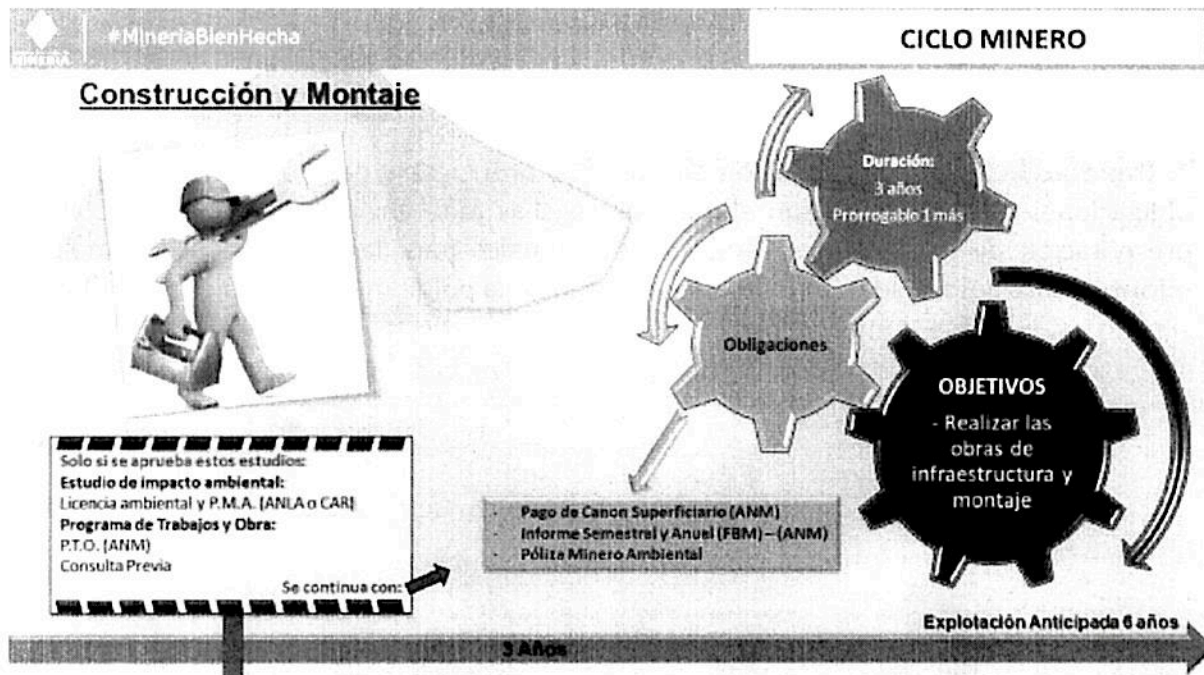 #MineriaBienHecha
CICLO MINERO
MINERÍA
Construcción y Montaje
Duración:
3 años
Prorrogable 1 más
Obligaciones
OBJETIVOS
- Realizar las
obras de
infraestructura y
montaje
Solo si se aprueba estos estudios:
Estudio de impacto ambiental:
Licencia ambiental y P.M.A. (ANLA o CAR)
Programa de Trabajos y Obra:
P.T.O. (ANM)
Consulta Previa
Se continua con:
- Pago de Canon Superficiario (ANM)
- Informe Semestral y Anual (FBM) – (ANM)
- Póliza Minero Ambiental
Explotación Anticipada 6 años
3 Años